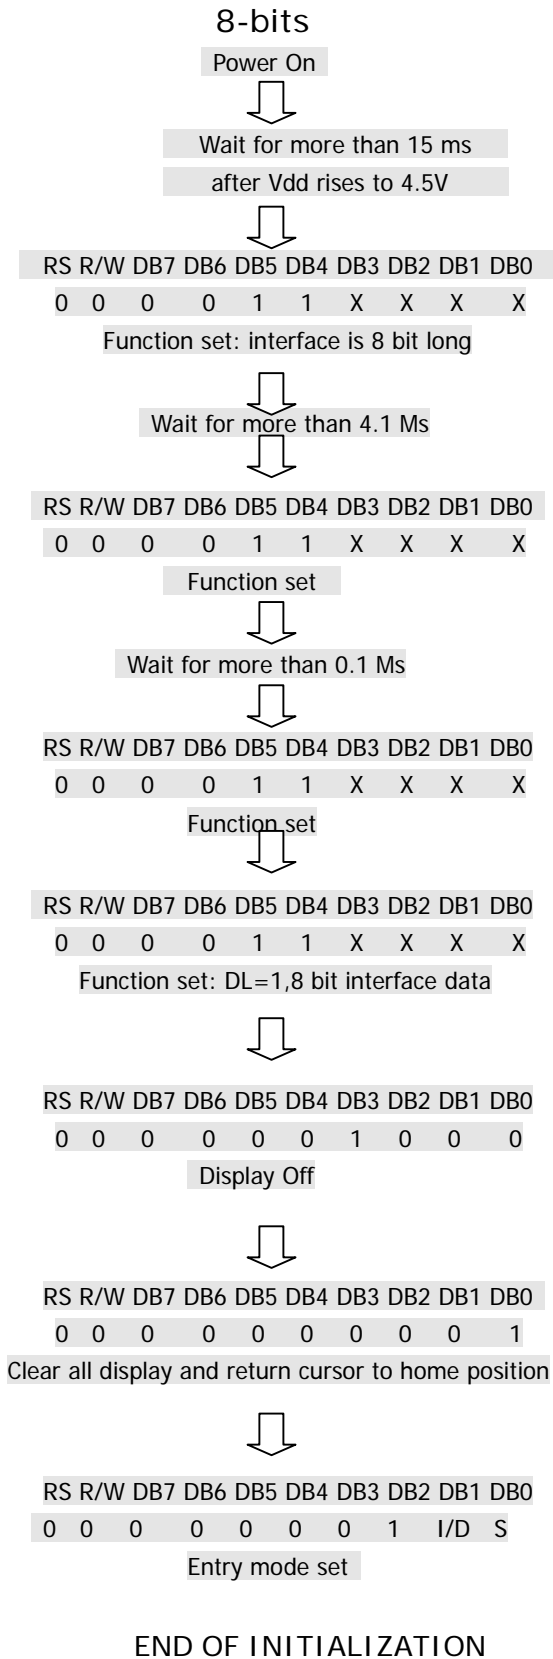 8-bits
Power On
Wait for more than 15 ms
after Vdd rises to 4.5V
RS R/W DB7 DB6 DB5 DB4 DB3 DB2 DB1 DB0
0 0 0 0 1 1 X X X X
Function set: interface is 8 bit long
Wait for more than 4.1 Ms
RS R/W DB7 DB6 DB5 DB4 DB3 DB2 DB1 DB0
0 0 0 0 1 1 X X X X
Function set
Wait for more than 0.1 Ms
RS R/W DB7 DB6 DB5 DB4 DB3 DB2 DB1 DB0
0 0 0 0 1 1 X X X X
Function set
RS R/W DB7 DB6 DB5 DB4 DB3 DB2 DB1 DB0
0 0 0 0 1 1 X X X X
Function set: DL=1,8 bit interface data
RS R/W DB7 DB6 DB5 DB4 DB3 DB2 DB1 DB0
0 0 0 0 0 0 1 0 0 0
Display Off
RS R/W DB7 DB6 DB5 DB4 DB3 DB2 DB1 DB0
0 0 0 0 0 0 0 0 0 1
Clear all display and return cursor to home position
RS R/W DB7 DB6 DB5 DB4 DB3 DB2 DB1 DB0
0 0 0 0 0 0 0 1 I/D S
Entry mode set
END OF INITIALIZATION